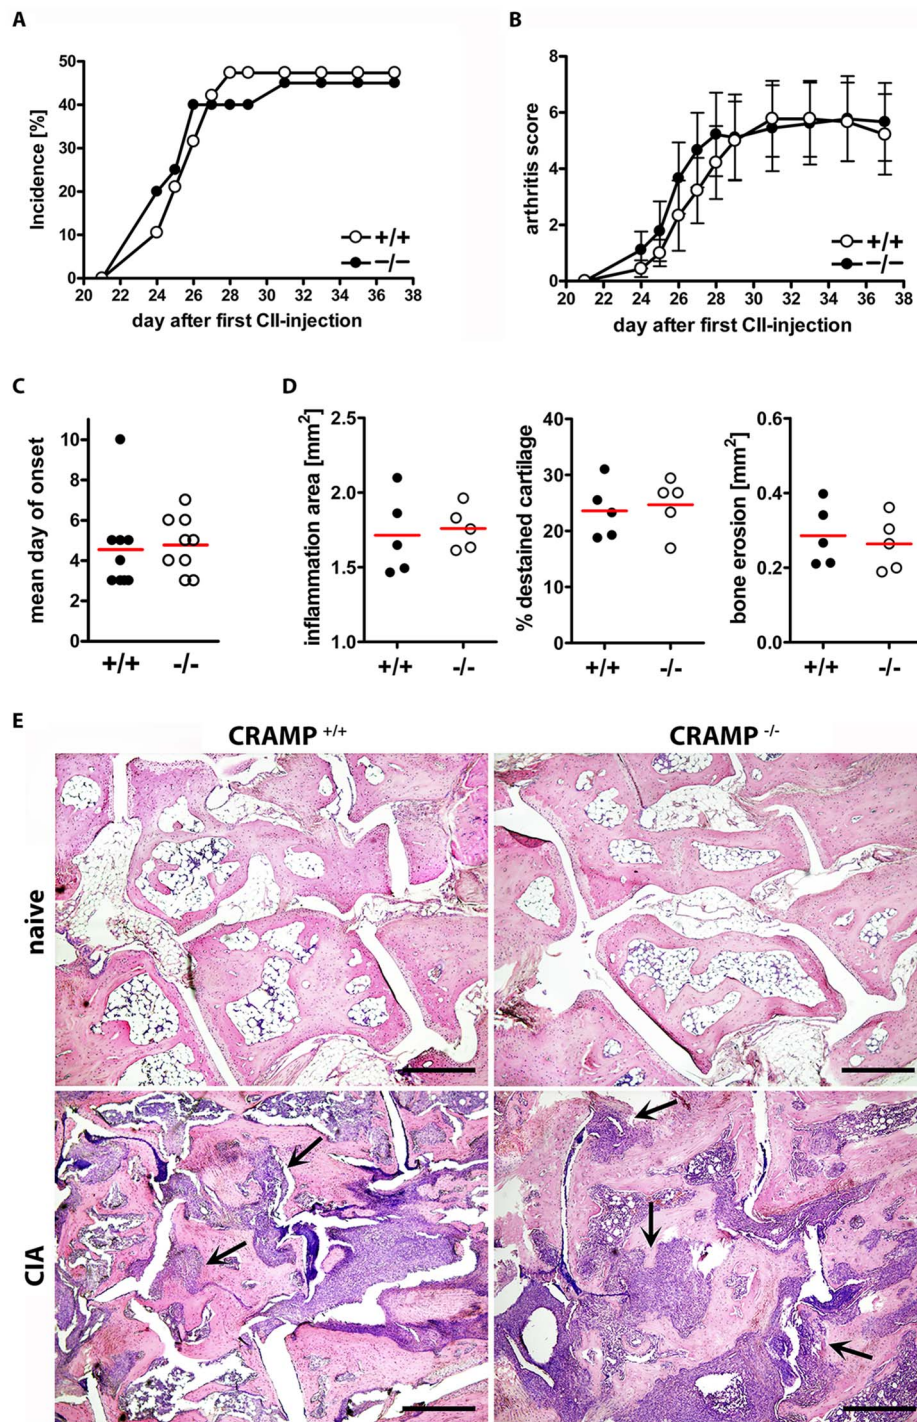 A
Incidence [%]
50
40
30
20
10
0
20 22 24 26 28 30 32 34 36 38
day after first CII-injection
+/+
−/−
B
arthritis score
8
6
4
2
0
20 22 24 26 28 30 32 34 36 38
day after first CII-injection
+/+
−/−
C
mean day of onset
10
8
6
4
2
0
+/+ -/-
D
inflammation area [mm²]
2.5
2.0
1.5
1.0
+/+ -/-
% destained cartilage
40
30
20
10
0
+/+ -/-
bone erosion [mm²]
0.6
0.4
0.2
0.0
+/+ -/-
E
CRAMP +/+ CRAMP -/-
naive
CIA